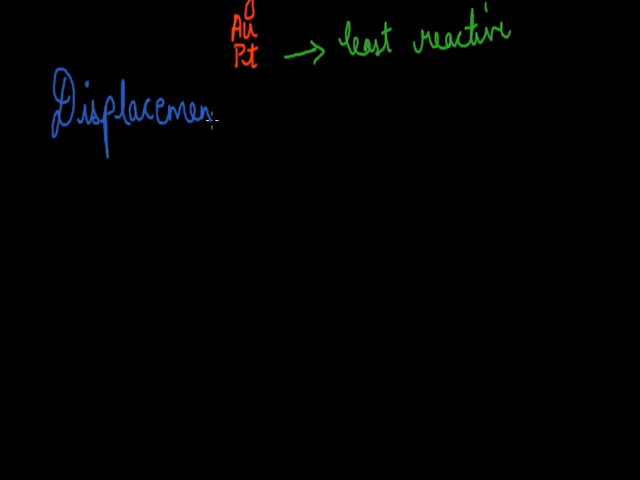 Au
Pt → least reactive
Displacemen